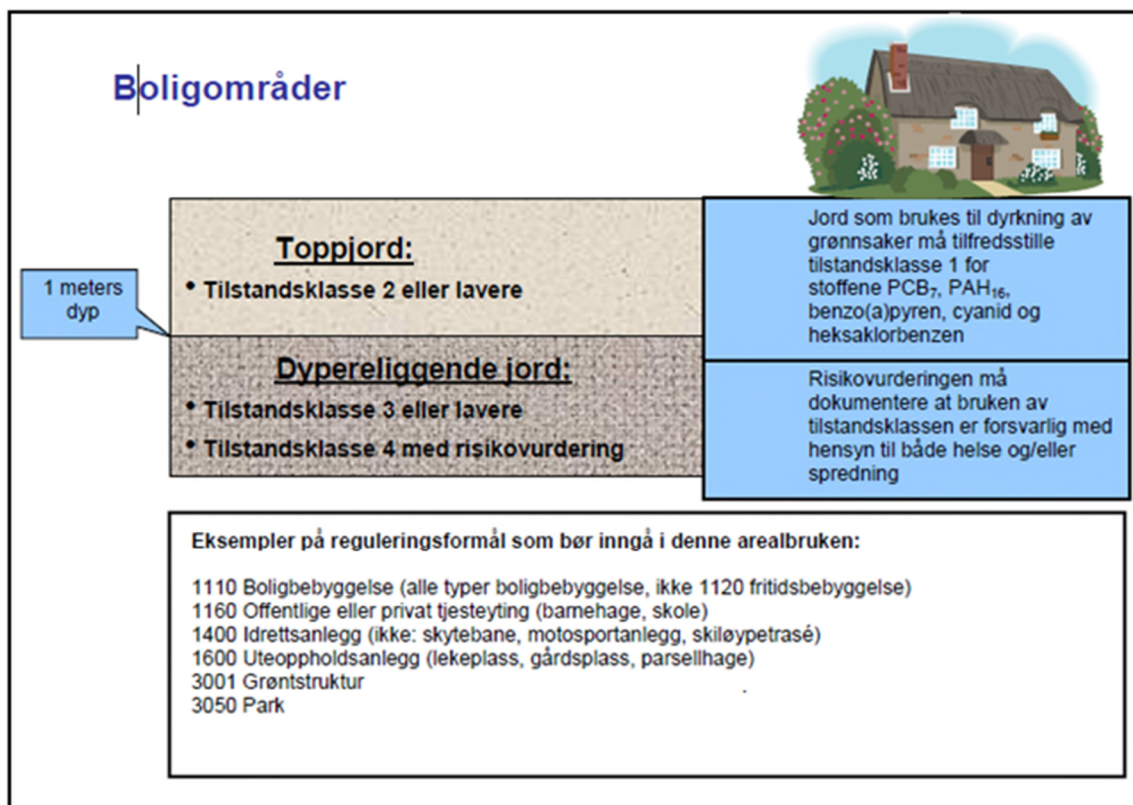 Boligområder
Toppjord:
• Tilstandsklasse 2 eller lavere
Jord som brukes til dyrkning av
grønnsaker må tilfredsstille
tilstandsklasse 1 for
stoffene PCB₇, PAH₁₆,
benzo(a)pyren, cyanid og
heksaklorbenzen
1 meters
dyp
Dypereliggende jord:
• Tilstandsklasse 3 eller lavere
• Tilstandsklasse 4 med risikovurdering
Risikovurderingen må
dokumentere at bruken av
tilstandsklassen er forsvarlig med
hensyn til både helse og/eller
spredning
Eksempler på reguleringsformål som bør inngå i denne arealbruken:
1110 Boligbebyggelse (alle typer boligbebyggelse, ikke 1120 fritidsbebyggelse)
1160 Offentlige eller privat tjesteyting (barnehage, skole)
1400 Idrettsanlegg (ikke: skytebane, motosportanlegg, skiløypetrasé)
1600 Uteoppholdsanlegg (lekeplass, gårdsplass, parsellhage)
3001 Grøntstruktur
3050 Park